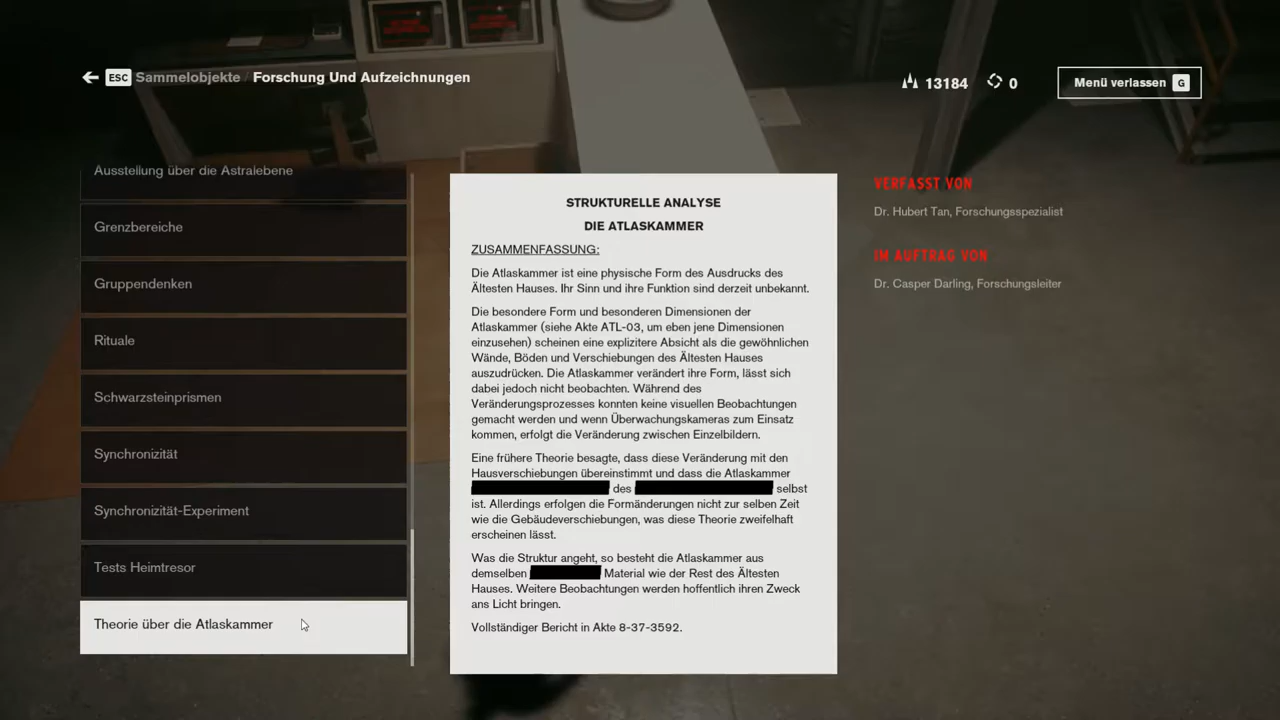 ESC Sammelobjekte / Forschung Und Aufzeichnungen
13184 0
Menü verlassen G
Ausstellung über die Astralebene
Grenzbereiche
Gruppendenken
Rituale
Schwarzsteinprismen
Synchronizität
Synchronizität-Experiment
Tests Heimtresor
Theorie über die Atlaskammer
STRUKTURELLE ANALYSE
DIE ATLASKAMMER
ZUSAMMENFASSUNG:
Die Atlaskammer ist eine physische Form des Ausdrucks des
Ältesten Hauses. Ihr Sinn und ihre Funktion sind derzeit unbekannt.
Die besondere Form und besonderen Dimensionen der
Atlaskammer (siehe Akte ATL-03, um eben jene Dimensionen
einzusehen) scheinen eine explizitere Absicht als die gewöhnlichen
Wände, Böden und Verschiebungen des Ältesten Hauses
auszudrücken. Die Atlaskammer verändert ihre Form, lässt sich
dabei jedoch nicht beobachten. Während des
Veränderungsprozesses konnten keine visuellen Beobachtungen
gemacht werden und wenn Überwachungskameras zum Einsatz
kommen, erfolgt die Veränderung zwischen Einzelbildern.
Eine frühere Theorie besagte, dass diese Veränderung mit den
Hausverschiebungen übereinstimmt und dass die Atlaskammer
des selbst
ist. Allerdings erfolgen die Formänderungen nicht zur selben Zeit
wie die Gebäudeverschiebungen, was diese Theorie zweifelhaft
erscheinen lässt.
Was die Struktur angeht, so besteht die Atlaskammer aus
demselben Material wie der Rest des Ältesten
Hauses. Weitere Beobachtungen werden hoffentlich ihren Zweck
ans Licht bringen.
Vollständiger Bericht in Akte 8-37-3592.
VERFASST VON
Dr. Hubert Tan, Forschungsspezialist
IM AUFTRAG VON
Dr. Casper Darling, Forschungsleiter